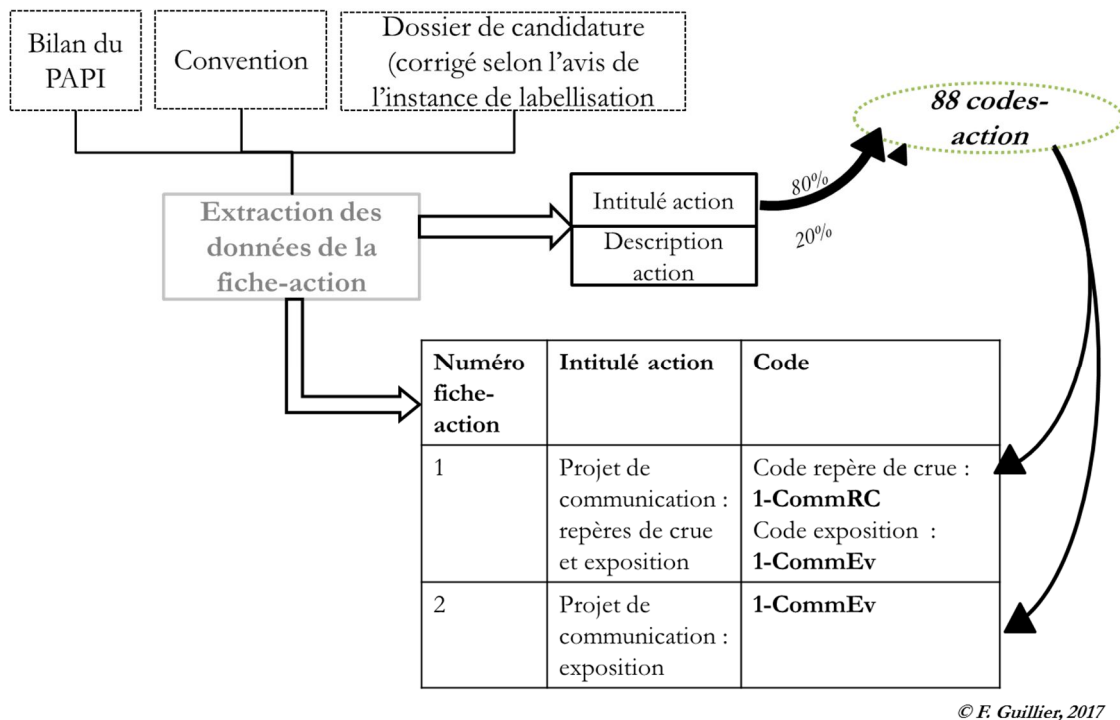 Bilan du
PAPI
Convention
Dossier de candidature
(corrigé selon l'avis de
l'instance de labellisation
88 codes-
action
Extraction des
données de la
fiche-action
Intitulé action
Description
action
80%
20%
Numéro
fiche-
action
Intitulé action
Code
1
Projet de
communication :
repères de crue
et exposition
Code repère de crue :
1-CommRC
Code exposition :
1-CommEv
2
Projet de
communication :
exposition
1-CommEv
© F. Guillier, 2017